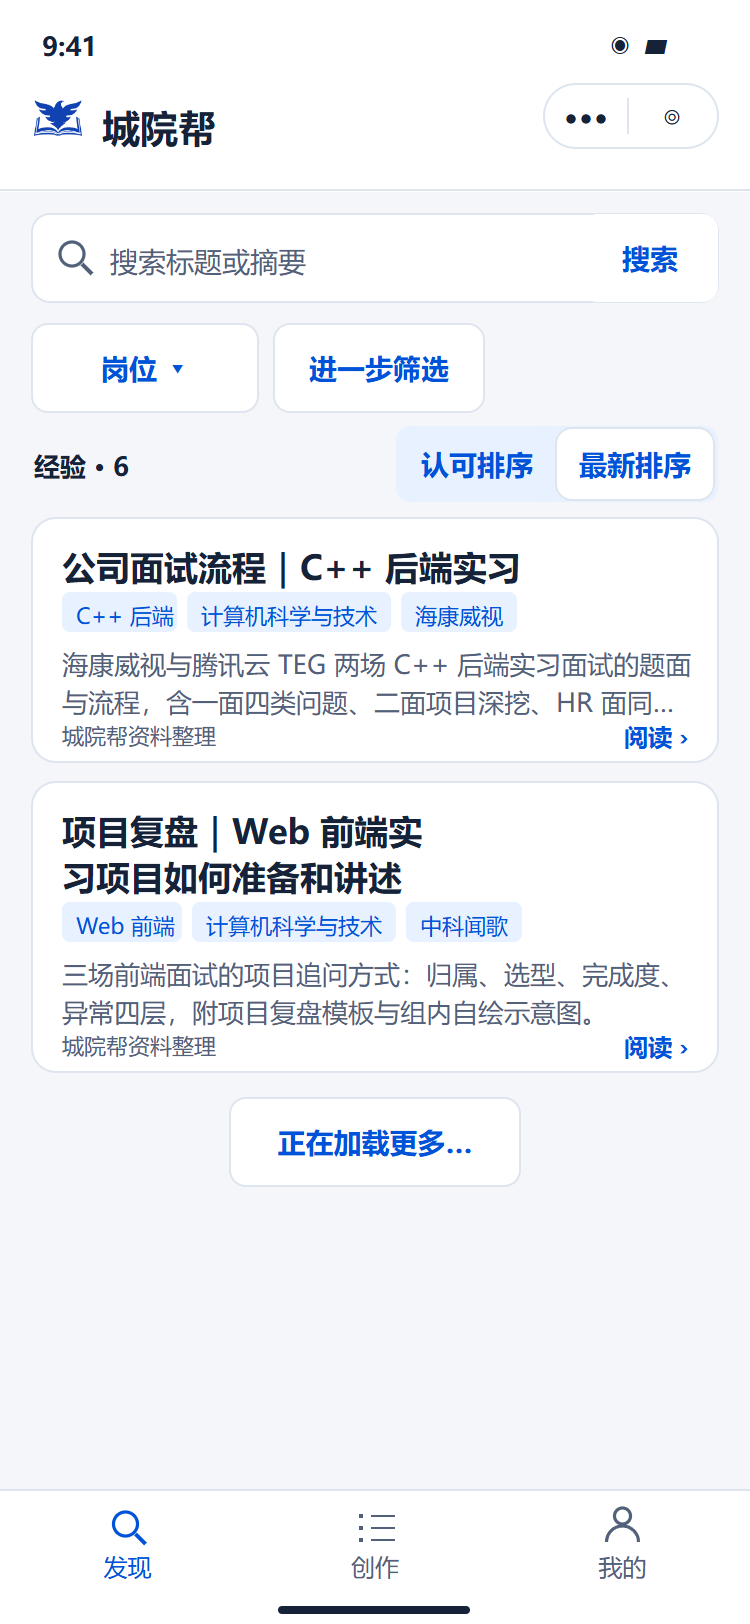 9:41
城院帮
搜索标题或摘要
搜索
岗位
进一步筛选
经验 • 6
认可排序
最新排序
公司面试流程 | C++ 后端实习
C++ 后端
计算机科学与技术
海康威视
海康威视与腾讯云 TEG 两场 C++ 后端实习面试的题面
与流程，含一面四类问题、二面项目深挖、HR 面同...
城院帮资料整理
阅读 ›
项目复盘 | Web 前端实
习项目如何准备和讲述
Web 前端
计算机科学与技术
中科闻歌
三场前端面试的项目追问方式：归属、选型、完成度、
异常四层，附项目复盘模板与组内自绘示意图。
城院帮资料整理
阅读 ›
正在加载更多...
发现
创作
我的